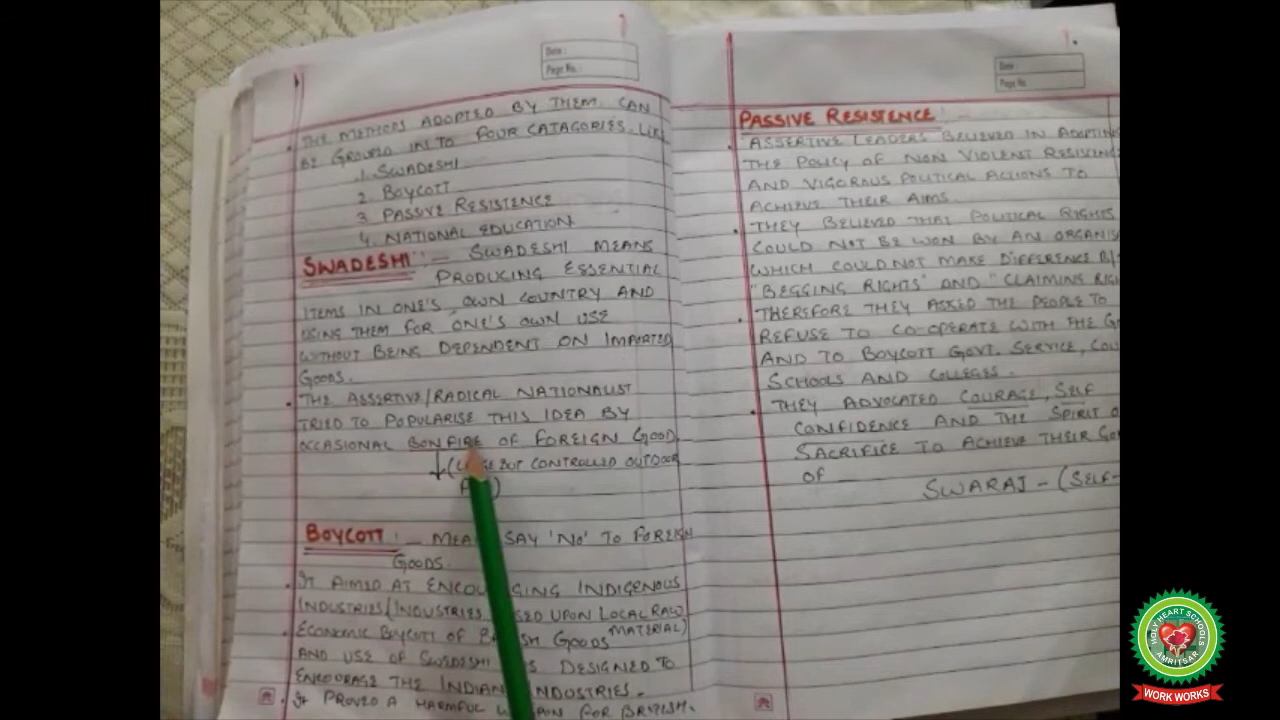 Date :
Page No. :
THE METHODS ADOPTED BY THEM CAN
BE GROUED IN TO FOUR CATAGORIES. LIKE
1. SWADESHI
2. BOYCOTT
3. PASSIVE RESISTENCE
4. NATIONAL EDUCATION
SWADESHI :- SWADESHI MEANS
PRODUCING ESSENTIAL
ITEMS IN ONE'S OWN COUNTRY AND
USING THEM FOR ONE'S OWN USE
WITHOUT BEING DEPENDENT ON IMPORTED
GOODS.
THE ASSERTIVE/RADICAL NATIONALIST
TRIED TO POPULARISE THIS IDEA BY
OCCASIONAL BONFIRE OF FOREIGN GOOD
BUT CONTROLLED OUTDOOR
BOYCOTT :- SAY 'NO' TO FOREIGN
GOODS.
It AIMED AT INDIGENOUS
INDUSTRIES (INDUSTRIES UPON LOCAL RAW
MATERIAL)
ECONOMIC BOYCOTT OF GOODS
AND USE OF SWADESHI DESIGNED TO
ENCOURAGE THE INDIAN INDUSTRIES.
It PROVED A HARMFUL FOR BRITISH.
Date :
Page No.
PASSIVE RESISTENCE :-
ASSERTIVE LEADERS BELIEVED IN ADOPTING
THE POLICY OF NON VIOLENT
AND VIGOROUS POLITICAL ACTIONS TO
ACHIEVE THEIR AIMS.
THEY BELIEVED THAT POLITICAL RIGHTS
COULD NOT BE WON BY AN ORGANIS
WHICH COULD NOT MAKE DIFFERENCE B/
"BEGGING RIGHTS" AND "CLAIMING RIG
THEREFORE THEY ASKED THE PEOPLE TO
REFUSE TO CO-OPERATE WITH THE G
AND TO BOYCOTT GOVT. SERVICE, COU
SCHOOLS AND COLLEGES.
THEY ADVOCATED COURAGE, SELF
CONFIDENCE AND THE SPIRIT O
SACRIFICE TO ACHIEVE THEIR GO
OF
SWARAJ - (SELF-
HOLY HEART SCHOOLS
AMRITSAR
WORK WORKS